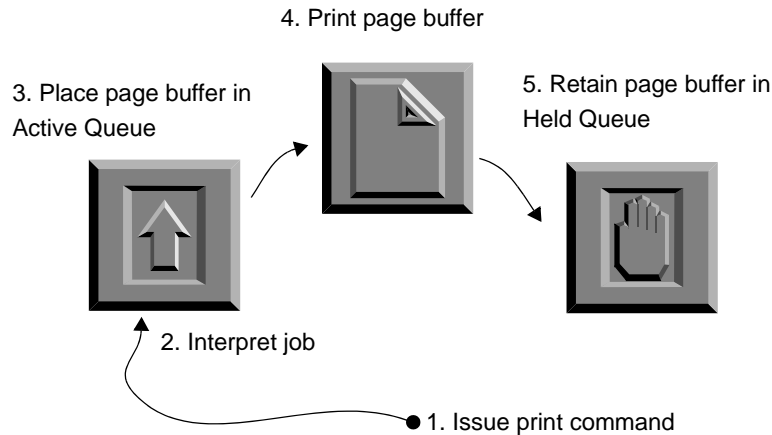 4. Print page buffer
3. Place page buffer in
Active Queue
5. Retain page buffer in
Held Queue
2. Interpret job
1. Issue print command